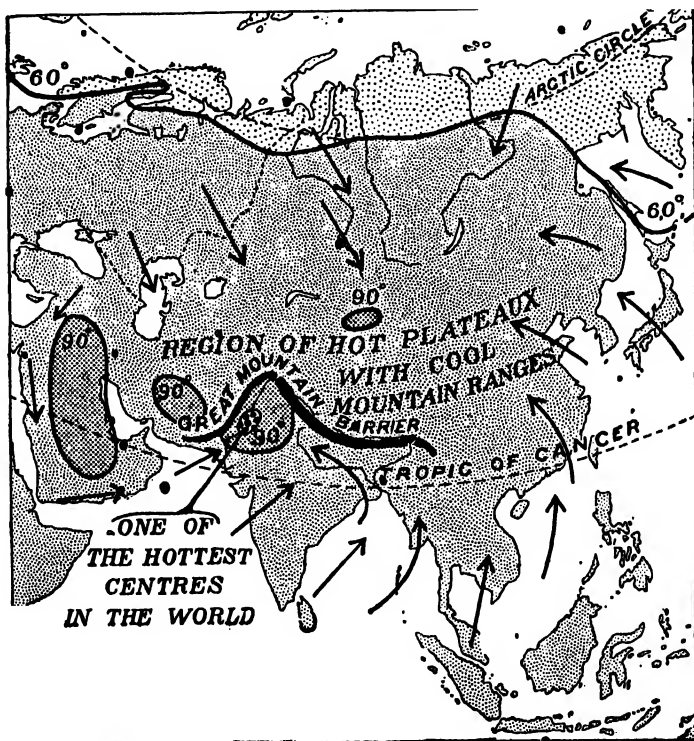 60°
ARCTIC CIRCLE
60°
90°
REGION OF HOT PLATEAUX
WITH COOL
MOUNTAIN RANGES
90°
90°
GREAT MOUNTAIN BARRIER
90°
TROPIC OF CANCER
ONE OF
THE HOTTEST
CENTRES
IN THE WORLD